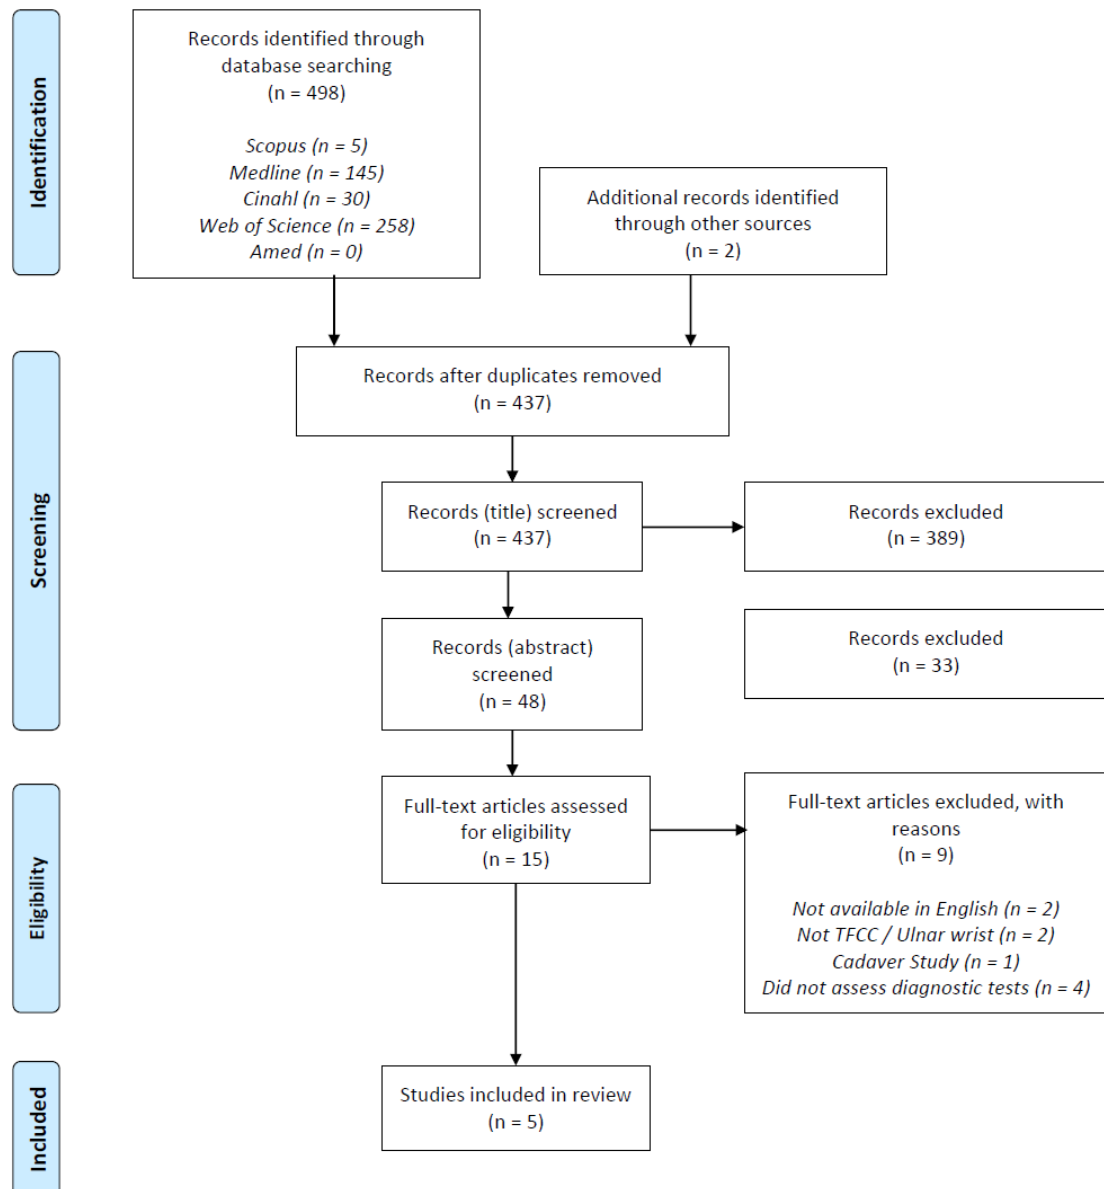 Identification
Records identified through
database searching
(n = 498)
Scopus (n = 5)
Medline (n = 145)
Cinahl (n = 30)
Web of Science (n = 258)
Amed (n = 0)
Additional records identified
through other sources
(n = 2)
Screening
Records after duplicates removed
(n = 437)
Records (title) screened
(n = 437)
Records excluded
(n = 389)
Records (abstract)
screened
(n = 48)
Records excluded
(n = 33)
Eligibility
Full-text articles assessed
for eligibility
(n = 15)
Full-text articles excluded, with
reasons
(n = 9)
Not available in English (n = 2)
Not TFCC / Ulnar wrist (n = 2)
Cadaver Study (n = 1)
Did not assess diagnostic tests (n = 4)
Included
Studies included in review
(n = 5)